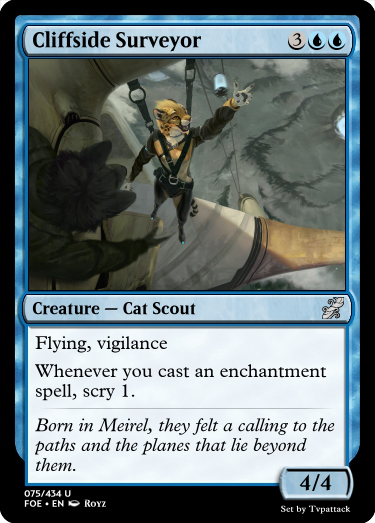 Cliffside Surveyor 3
Creature — Cat Scout
Flying, vigilance
Whenever you cast an enchantment
spell, scry 1.
Born in Meirel, they felt a calling to the
paths and the planes that lie beyond
them.
4/4
075/434 U
FOE • EN Royz
Set by Tvpattack